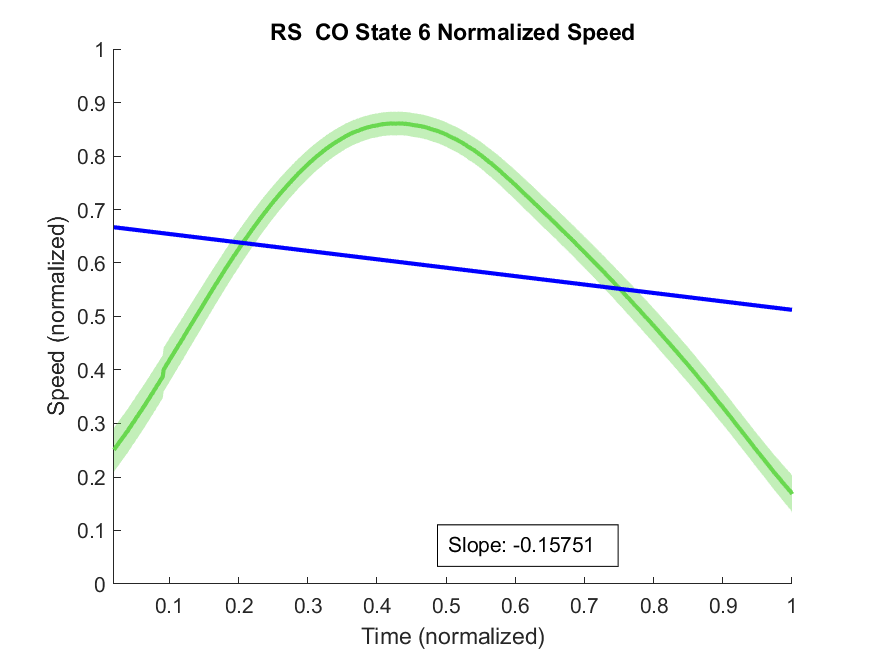 RS  CO State 6 Normalized Speed
1
0.9
0.8
0.7
0.6
0.5
0.4
0.3
0.2
0.1
0
Speed (normalized)
Slope: -0.15751
0.1 0.2 0.3 0.4 0.5 0.6 0.7 0.8 0.9 1
Time (normalized)